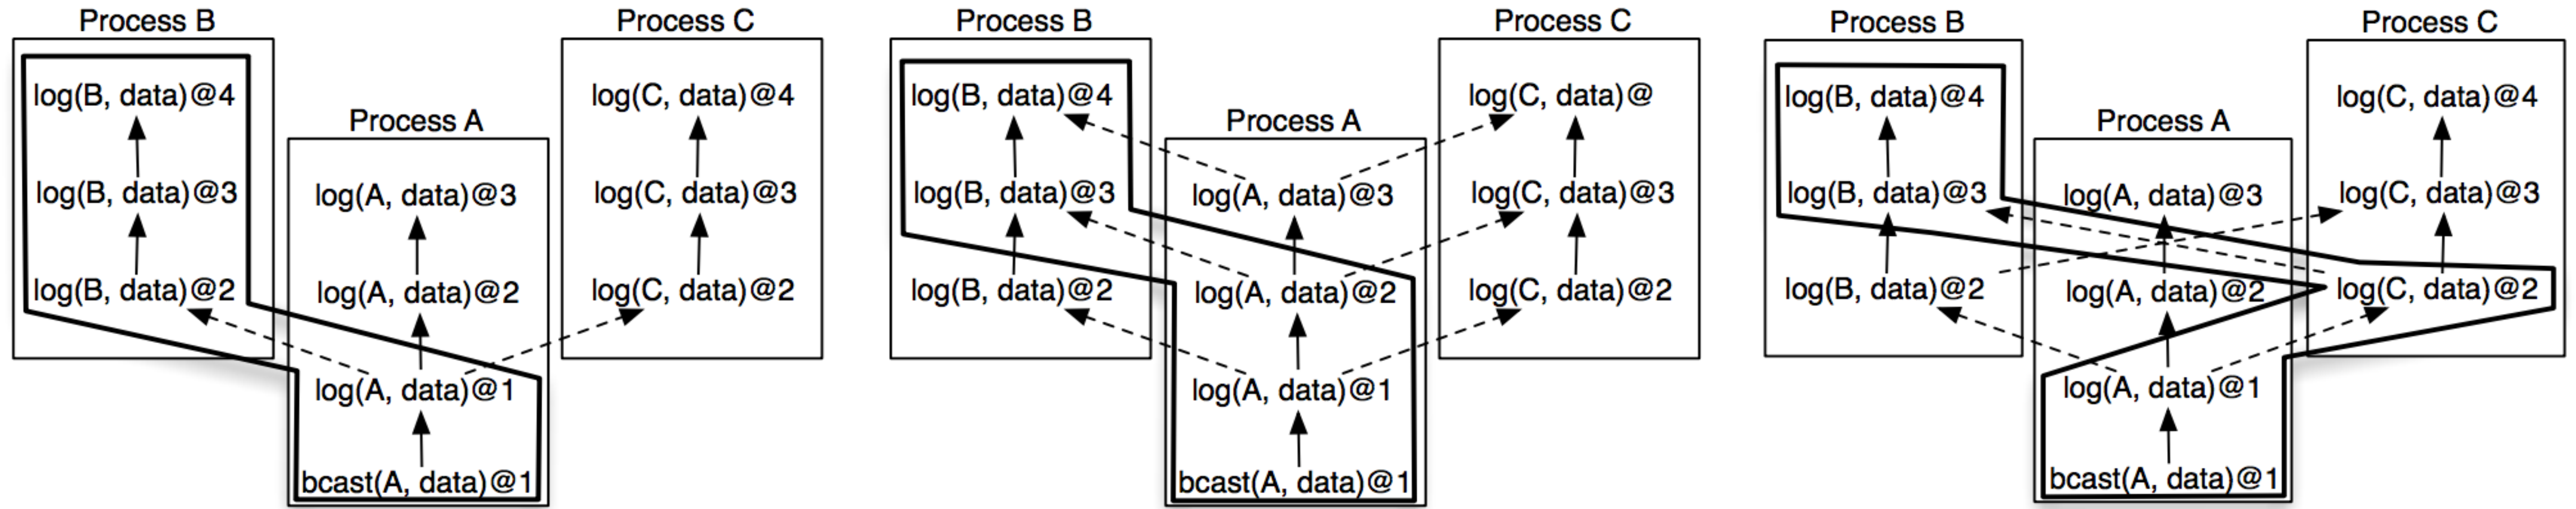 Process B
log(B, data)@4
log(B, data)@3
log(B, data)@2
Process A
log(A, data)@3
log(A, data)@2
log(A, data)@1
bcast(A, data)@1
Process C
log(C, data)@4
log(C, data)@3
log(C, data)@2
Process B
log(B, data)@4
log(B, data)@3
log(B, data)@2
Process A
log(A, data)@3
log(A, data)@2
log(A, data)@1
bcast(A, data)@1
Process C
log(C, data)@
log(C, data)@3
log(C, data)@2
Process B
log(B, data)@4
log(B, data)@3
log(B, data)@2
Process A
log(A, data)@3
log(A, data)@2
log(A, data)@1
bcast(A, data)@1
Process C
log(C, data)@4
log(C, data)@3
log(C, data)@2